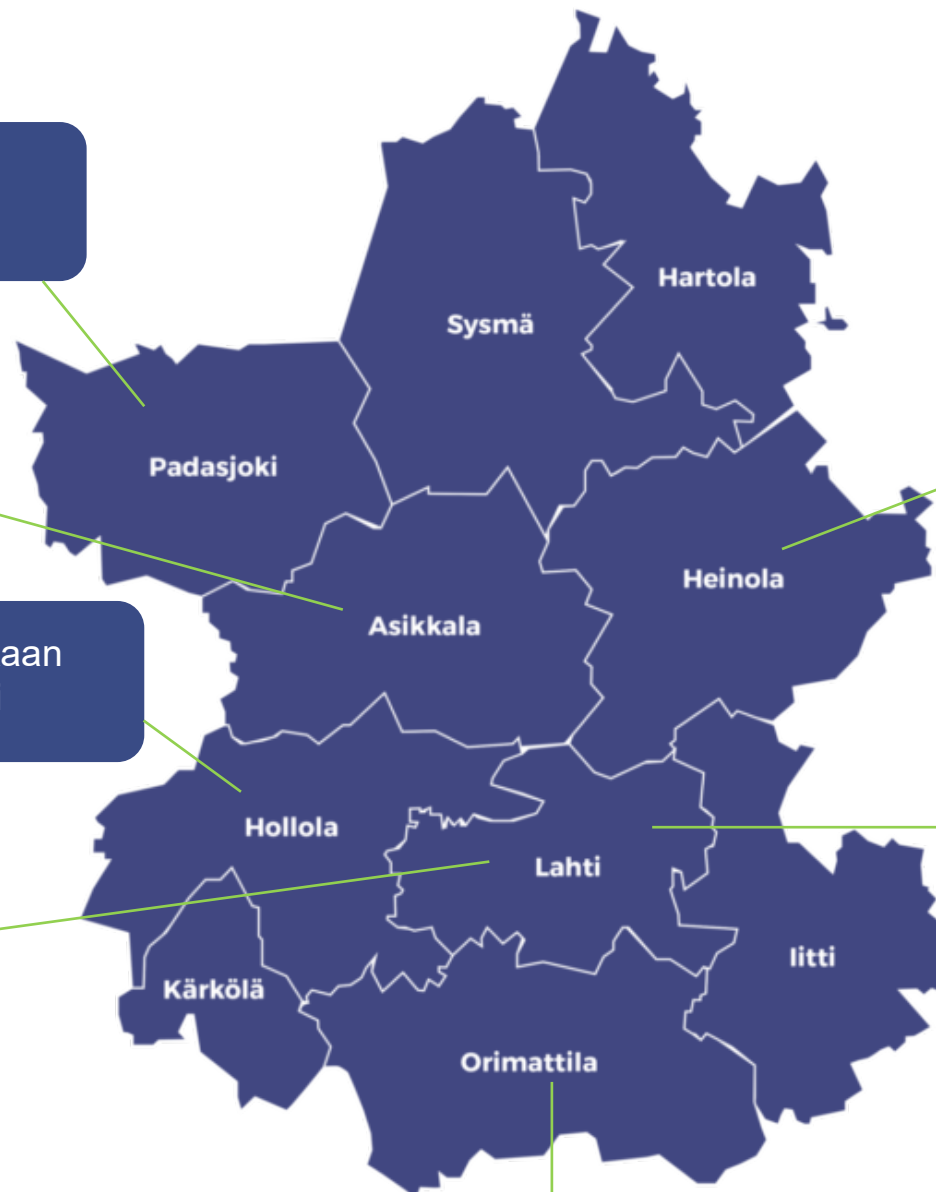 Hartola
Sysmä
Padasjoki
Heinola
Asikkala
aan
Hollola
Lahti
Iitti
Kärkölä
Orimattila